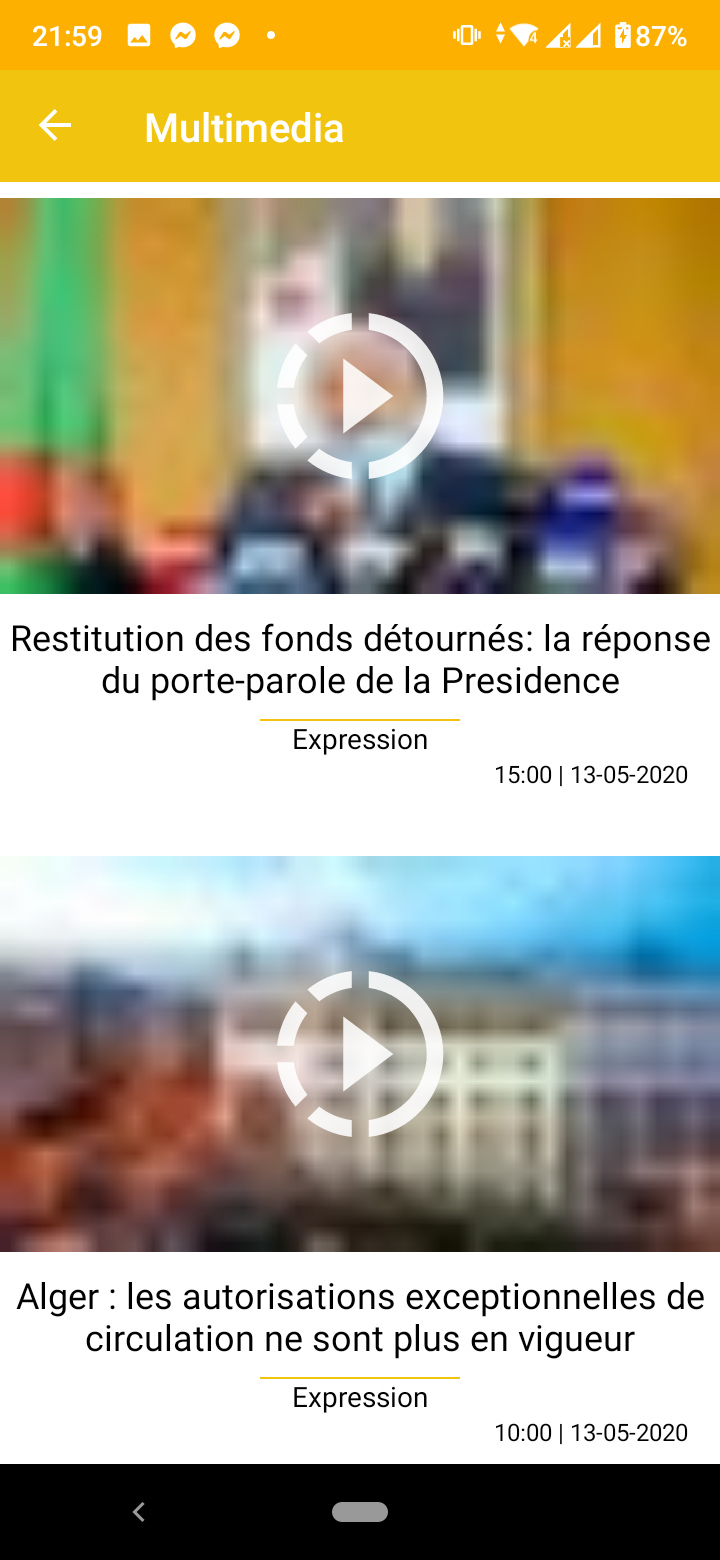 21:59
4
87%
Multimedia
Restitution des fonds détournés: la réponse
du porte-parole de la Presidence
Expression
15:00 | 13-05-2020
Alger : les autorisations exceptionnelles de
circulation ne sont plus en vigueur
Expression
10:00 | 13-05-2020